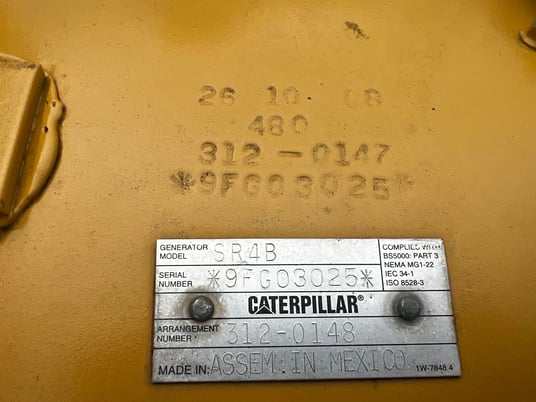 26 10 08
480
312-0147
*9FG03025*
GENERATOR MODEL SR4B
SERIAL NUMBER *9FG03025*
COMPLIES WITH
BS5000: PART 3
NEMA MG1-22
IEC 34-1
ISO 8528-3
CATERPILLAR®
ARRANGEMENT NUMBER 312-0148
MADE IN: ASSEM. IN MEXICO
1W-7848 4